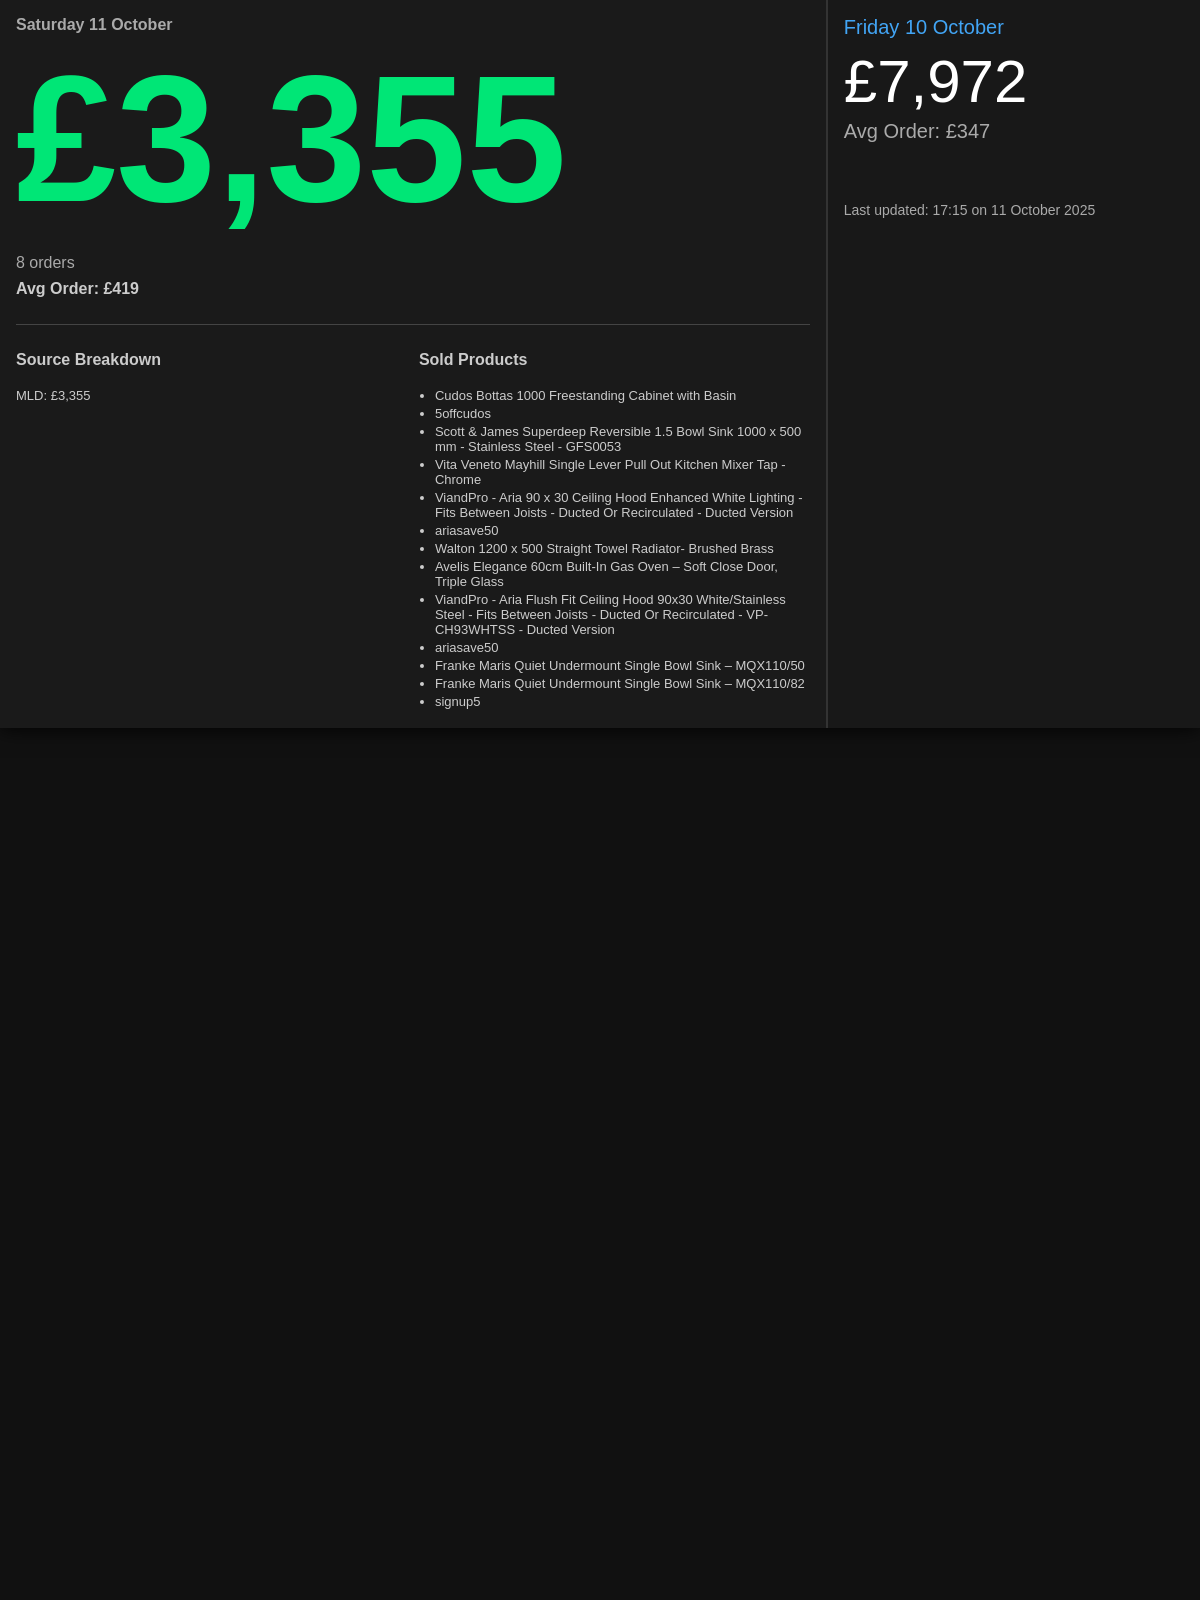 Saturday 11 October
£3,355
8 orders
Avg Order: £419
Source Breakdown
MLD: £3,355
Sold Products
Cudos Bottas 1000 Freestanding Cabinet with Basin
5offcudos
Scott & James Superdeep Reversible 1.5 Bowl Sink 1000 x 500
mm - Stainless Steel - GFS0053
Vita Veneto Mayhill Single Lever Pull Out Kitchen Mixer Tap -
Chrome
ViandPro - Aria 90 x 30 Ceiling Hood Enhanced White Lighting -
Fits Between Joists - Ducted Or Recirculated - Ducted Version
ariasave50
Walton 1200 x 500 Straight Towel Radiator- Brushed Brass
Avelis Elegance 60cm Built-In Gas Oven – Soft Close Door,
Triple Glass
ViandPro - Aria Flush Fit Ceiling Hood 90x30 White/Stainless
Steel - Fits Between Joists - Ducted Or Recirculated - VP-
CH93WHTSS - Ducted Version
ariasave50
Franke Maris Quiet Undermount Single Bowl Sink – MQX110/50
Franke Maris Quiet Undermount Single Bowl Sink – MQX110/82
signup5
Friday 10 October
£7,972
Avg Order: £347
Last updated: 17:15 on 11 October 2025